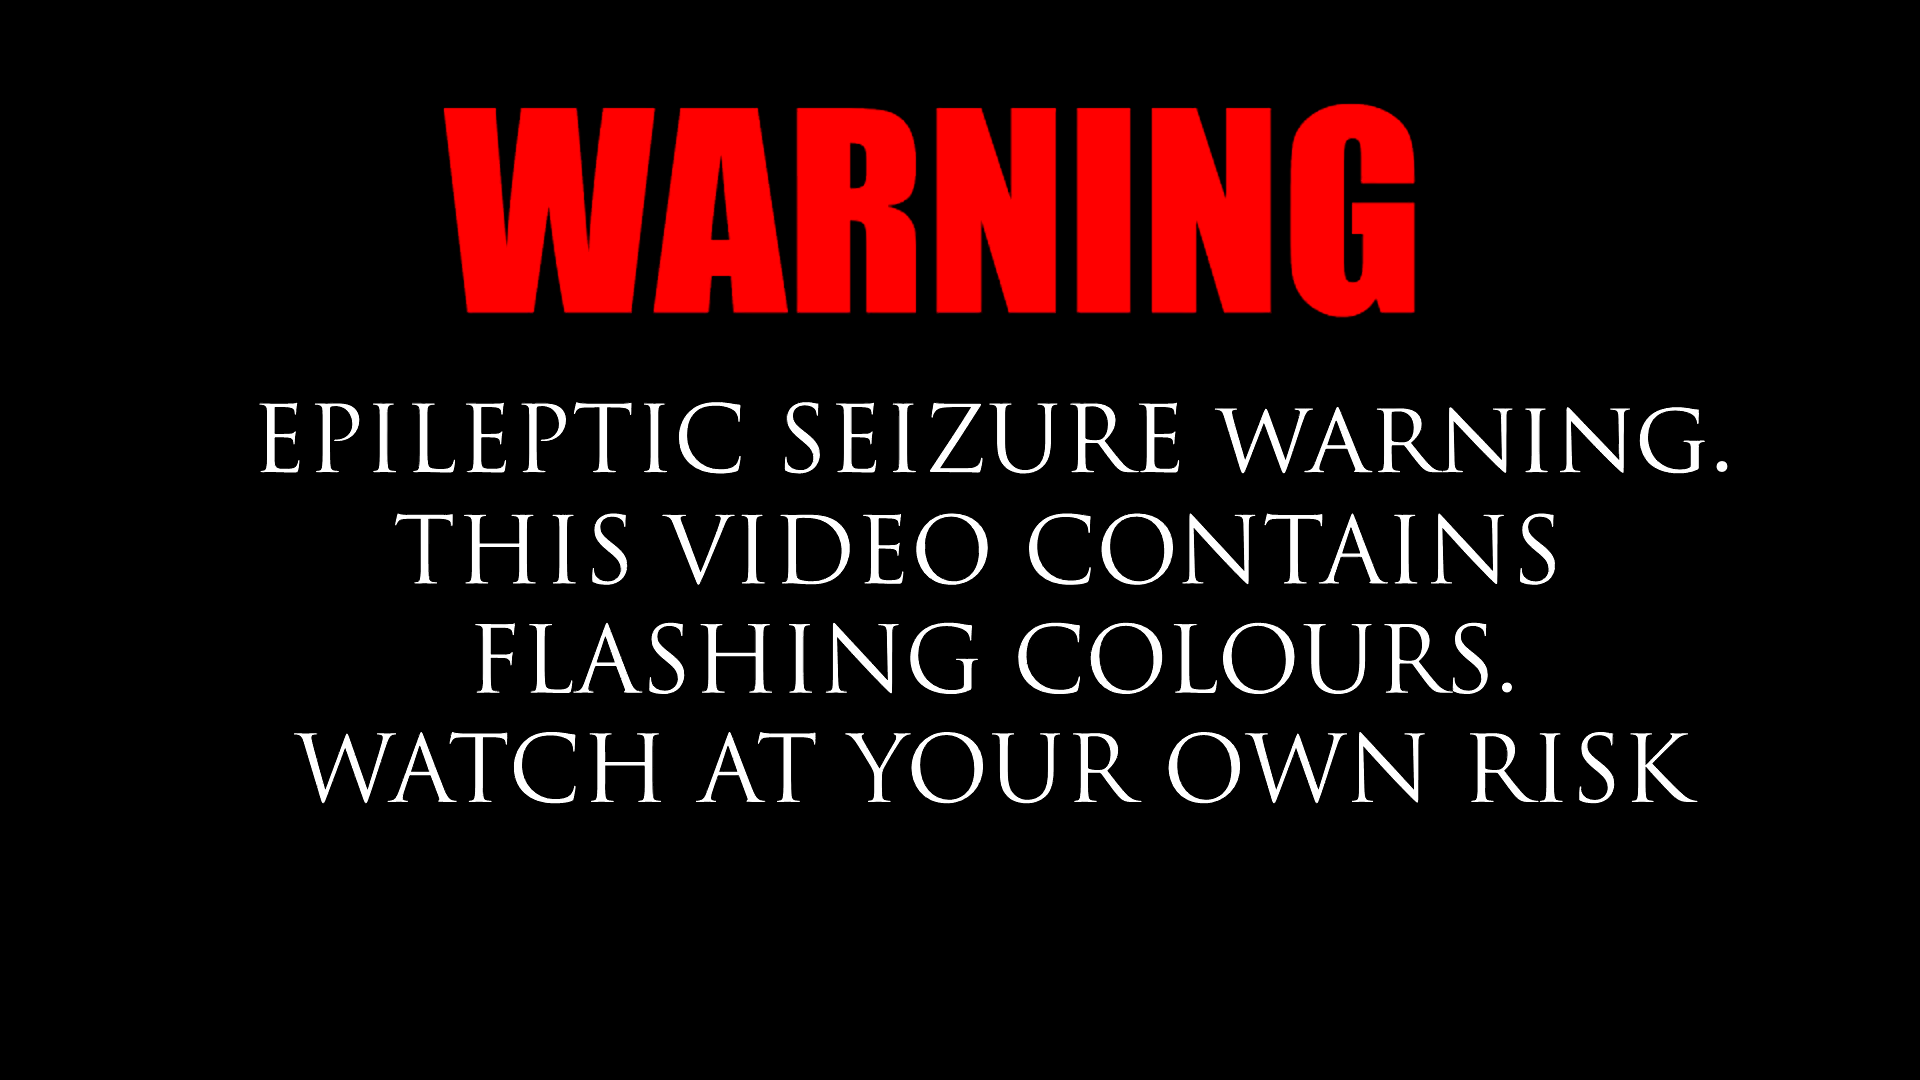 WARNING
EPILEPTIC SEIZURE WARNING.
THIS VIDEO CONTAINS
FLASHING COLOURS.
WATCH AT YOUR OWN RISK